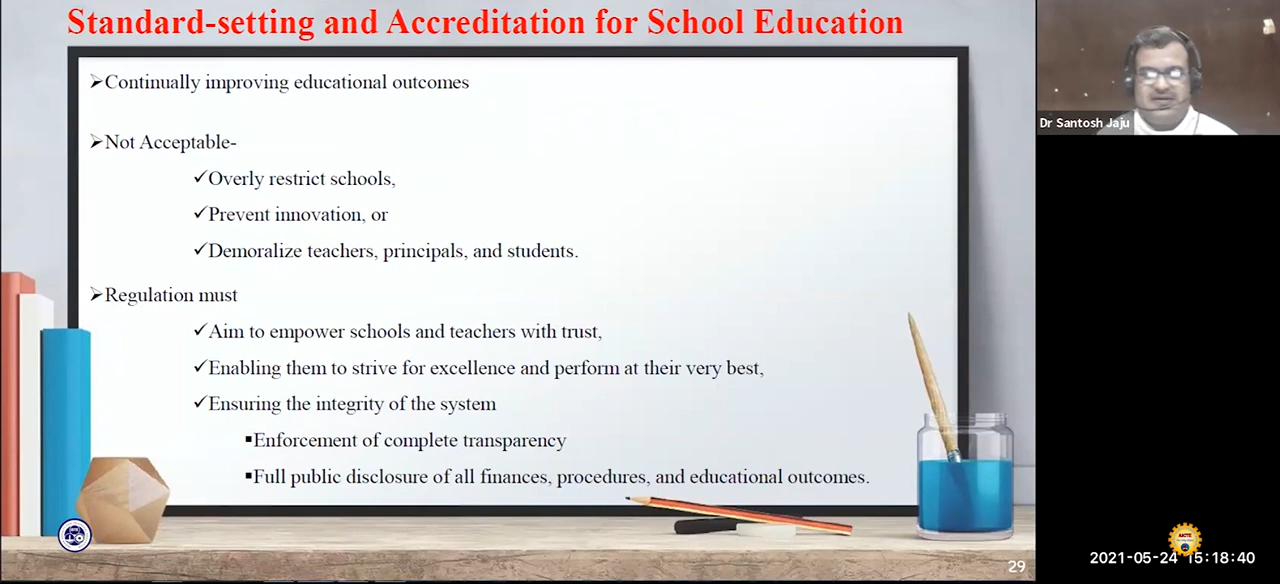 Standard-setting and Accreditation for School Education
➢Continually improving educational outcomes
➢Not Acceptable-
✓Overly restrict schools,
✓Prevent innovation, or
✓Demoralize teachers, principals, and students.
➢Regulation must
✓Aim to empower schools and teachers with trust,
✓Enabling them to strive for excellence and perform at their very best,
✓Ensuring the integrity of the system
▪Enforcement of complete transparency
▪Full public disclosure of all finances, procedures, and educational outcomes.
29
Dr Santosh Jaju
AICTE
2021-05-24 15:18:40